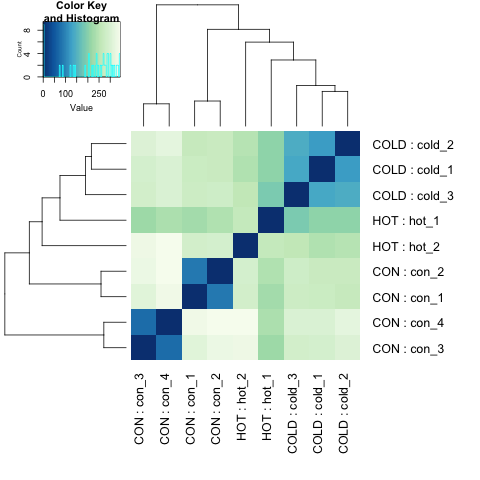 Color Key
and Histogram
Count
0 4 8
0 100 250
Value
COLD : cold_2
COLD : cold_1
COLD : cold_3
HOT : hot_1
HOT : hot_2
CON : con_2
CON : con_1
CON : con_4
CON : con_3
CON : con_3
CON : con_4
CON : con_1
CON : con_2
HOT : hot_2
HOT : hot_1
COLD : cold_3
COLD : cold_1
COLD : cold_2